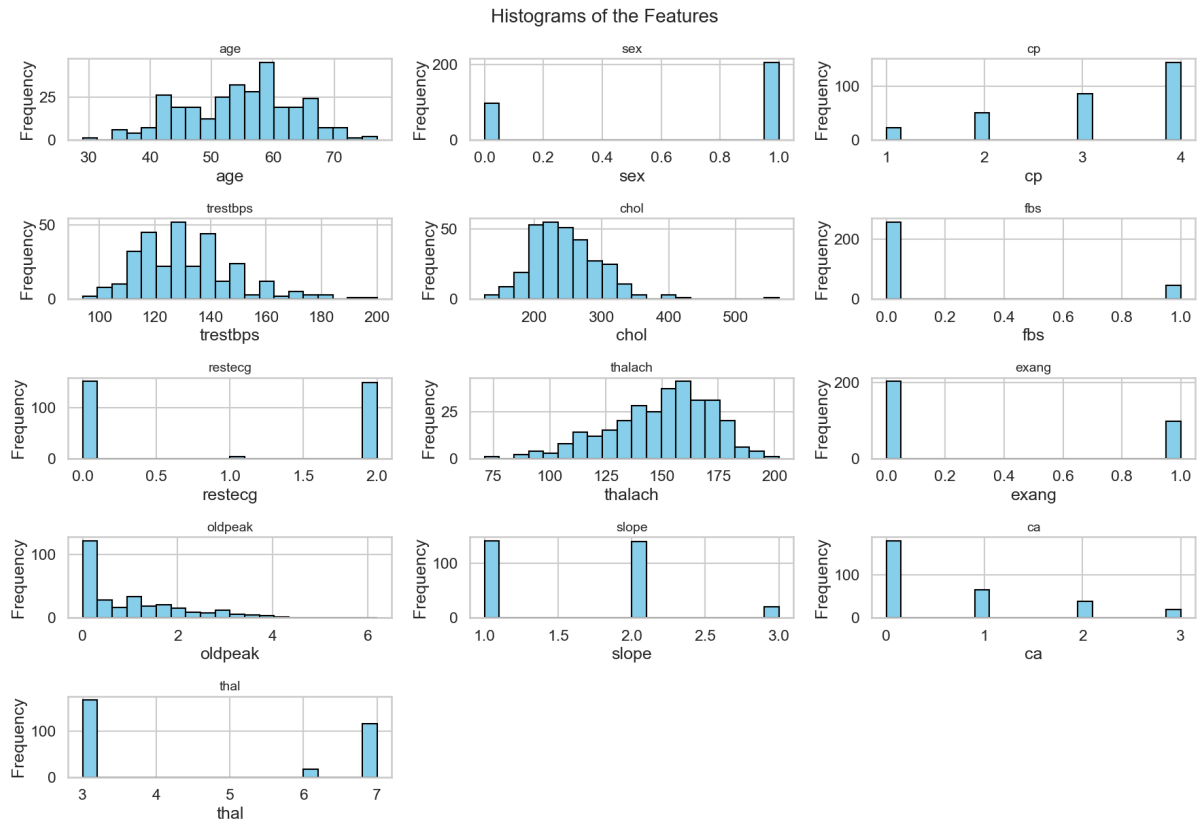 Histograms of the Features
age
Frequency
25
0
30 40 50 60 70
age
sex
Frequency
200
0
0.0 0.2 0.4 0.6 0.8 1.0
sex
cp
Frequency
100
0
1 2 3 4
cp
trestbps
Frequency
50
0
100 120 140 160 180 200
trestbps
chol
Frequency
50
0
200 300 400 500
chol
fbs
Frequency
200
0
0.0 0.2 0.4 0.6 0.8 1.0
fbs
restecg
Frequency
100
0
0.0 0.5 1.0 1.5 2.0
restecg
thalach
Frequency
25
0
75 100 125 150 175 200
thalach
exang
Frequency
200
0
0.0 0.2 0.4 0.6 0.8 1.0
exang
oldpeak
Frequency
100
0
0 2 4 6
oldpeak
slope
Frequency
100
0
1.0 1.5 2.0 2.5 3.0
slope
ca
Frequency
100
0
0 1 2 3
ca
thal
Frequency
100
0
3 4 5 6 7
thal